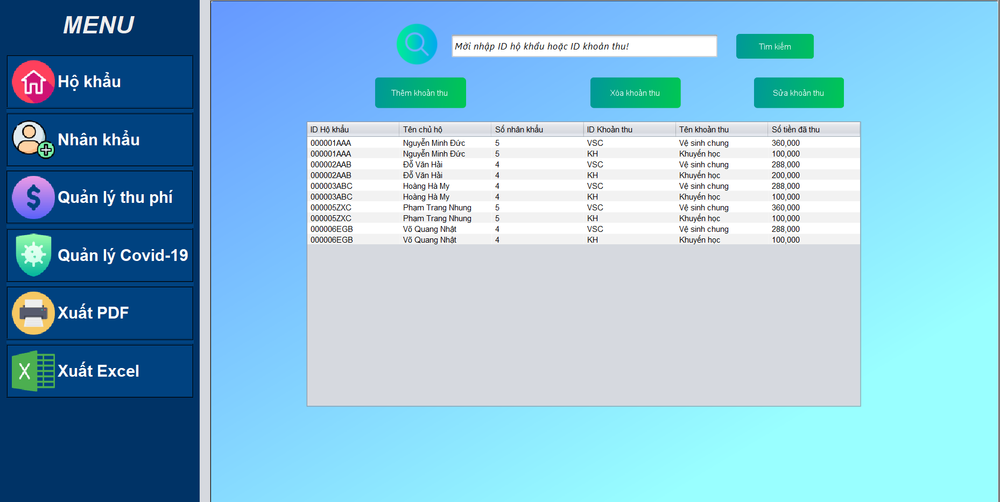 MENU
Hộ khẩu
Nhân khẩu
Quản lý thu phí
Quản lý Covid-19
Xuất PDF
Xuất Excel
Mời nhập ID hộ khẩu hoặc ID khoản thu!
Tìm kiếm
Thêm khoản thu
Xóa khoản thu
Sửa khoản thu
ID Hộ khẩu Tên chủ hộ Số nhân khẩu ID Khoản thu Tên khoản thu Số tiền đã thu
000001AAA Nguyễn Minh Đức 5 VSC Vệ sinh chung 360,000
000001AAA Nguyễn Minh Đức 5 KH Khuyến học 100,000
000002AAB Đỗ Văn Hải 4 VSC Vệ sinh chung 288,000
000002AAB Đỗ Văn Hải 4 KH Khuyến học 200,000
000003ABC Hoàng Hà My 4 VSC Vệ sinh chung 288,000
000003ABC Hoàng Hà My 4 KH Khuyến học 100,000
000005ZXC Phạm Trang Nhung 5 VSC Vệ sinh chung 360,000
000005ZXC Phạm Trang Nhung 5 KH Khuyến học 100,000
000006EGB Võ Quang Nhật 4 VSC Vệ sinh chung 288,000
000006EGB Võ Quang Nhật 4 KH Khuyến học 100,000